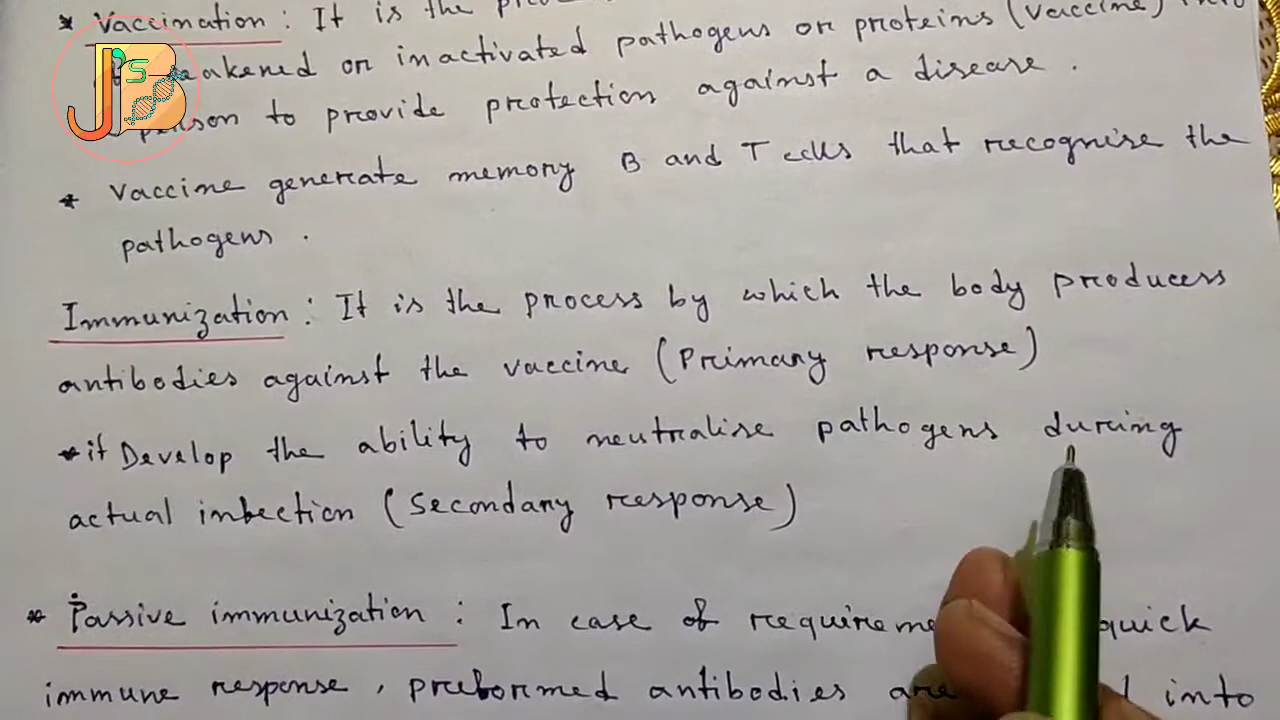 * Vaccination : It is the
or inactivated pathogens or proteins (vaccine) into
person to provide protection against a disease .
* vaccine generate memory B and T cells that recognise the
pathogens .
Immunization : It is the process by which the body producers
antibodies against the vaccine (Primary response)
* it Develop the ability to neutralise pathogens during
actual infection (Secondary response)
* Passive immunization : In case of quick
immune response , preformed antibodies are into
J's B